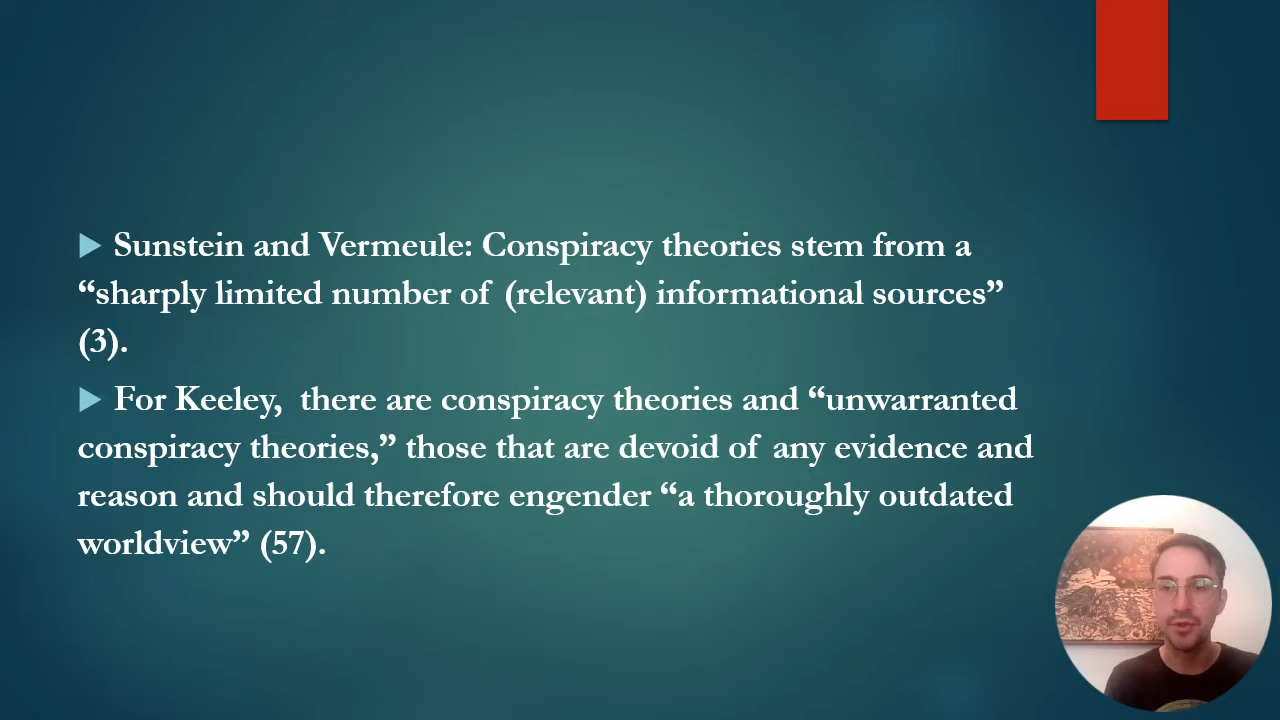 Sunstein and Vermeule: Conspiracy theories stem from a
“sharply limited number of (relevant) informational sources”
(3).
For Keeley, there are conspiracy theories and “unwarranted
conspiracy theories,” those that are devoid of any evidence and
reason and should therefore engender “a thoroughly outdated
worldview” (57).